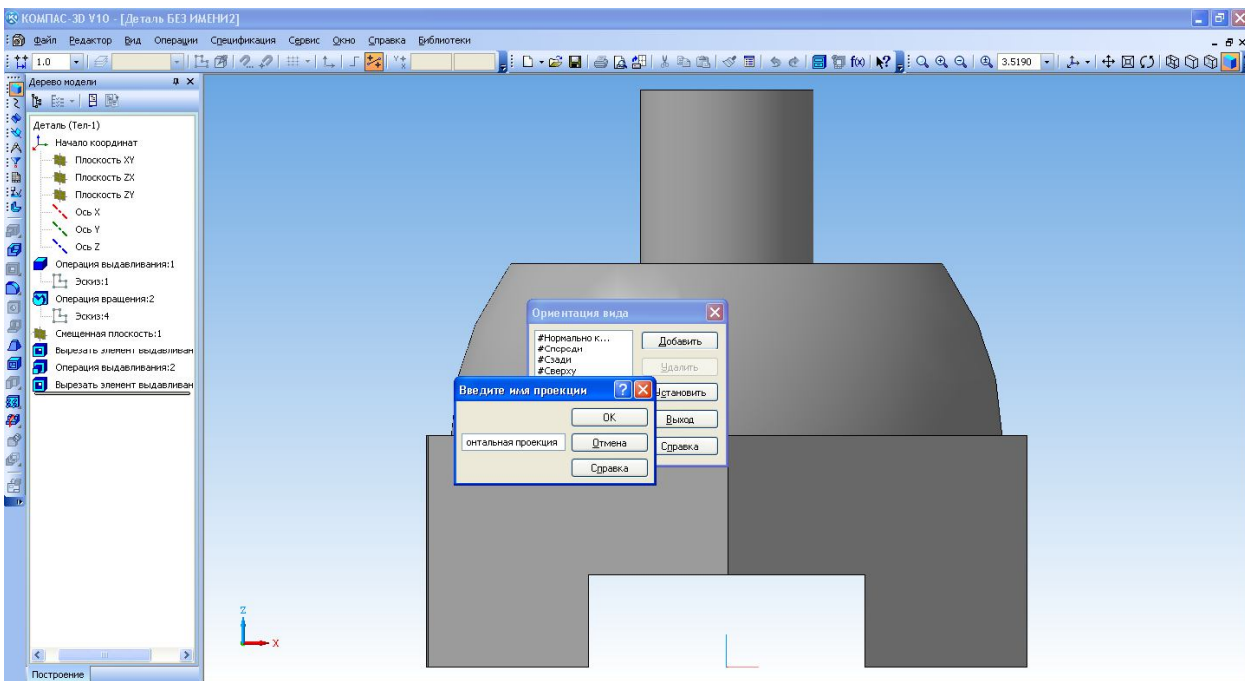 КОМПАС-3D V10 - [Деталь БЕЗ ИМЕНИ2]
Файл Редактор Вид Операции Спецификация Сервис Окно Справка Библиотеки
1.0
f(x)
3.5190
Дерево модели
Деталь (Тел-1)
Начало координат
Плоскость XY
Плоскость ZX
Плоскость ZY
Ось X
Ось Y
Ось Z
Операция выдавливания:1
Эскиз:1
Операция вращения:2
Эскиз:4
Смещенная плоскость:1
Вырезать элемент выдавливан
Операция выдавливания:2
Вырезать элемент выдавливан
Построение
Ориентация вида
#Нормально к...
#Спереди
#Сзади
#Сверху
Добавить
Удалить
Установить
Выход
Справка
Введите имя проекции
OK
онтальная проекция
Отмена
Справка
Z
X